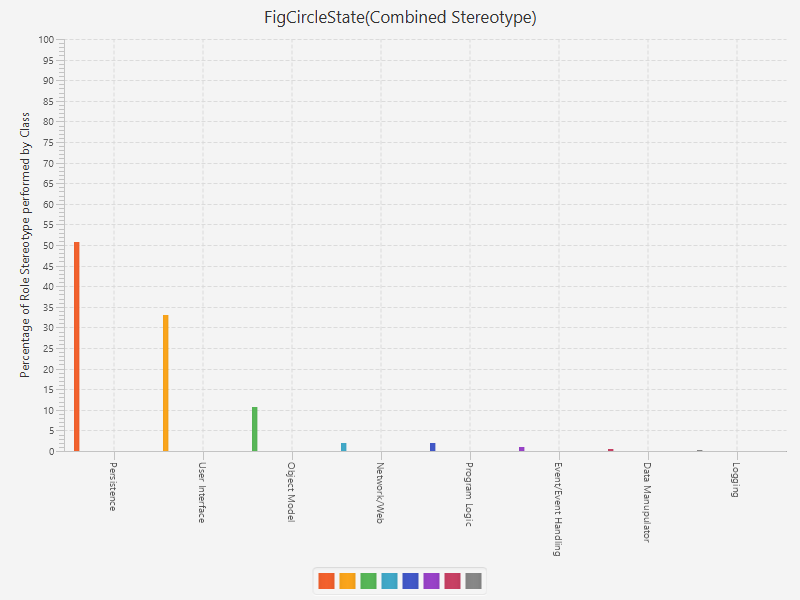 FigCircleState(Combined Stereotype)
Percentage of Role Stereotype performed by Class
100
95
90
85
80
75
70
65
60
55
50
45
40
35
30
25
20
15
10
5
0
Persistence
User Interface
Object Model
Network/Web
Program Logic
Event/Event Handling
Data Manupulator
Logging